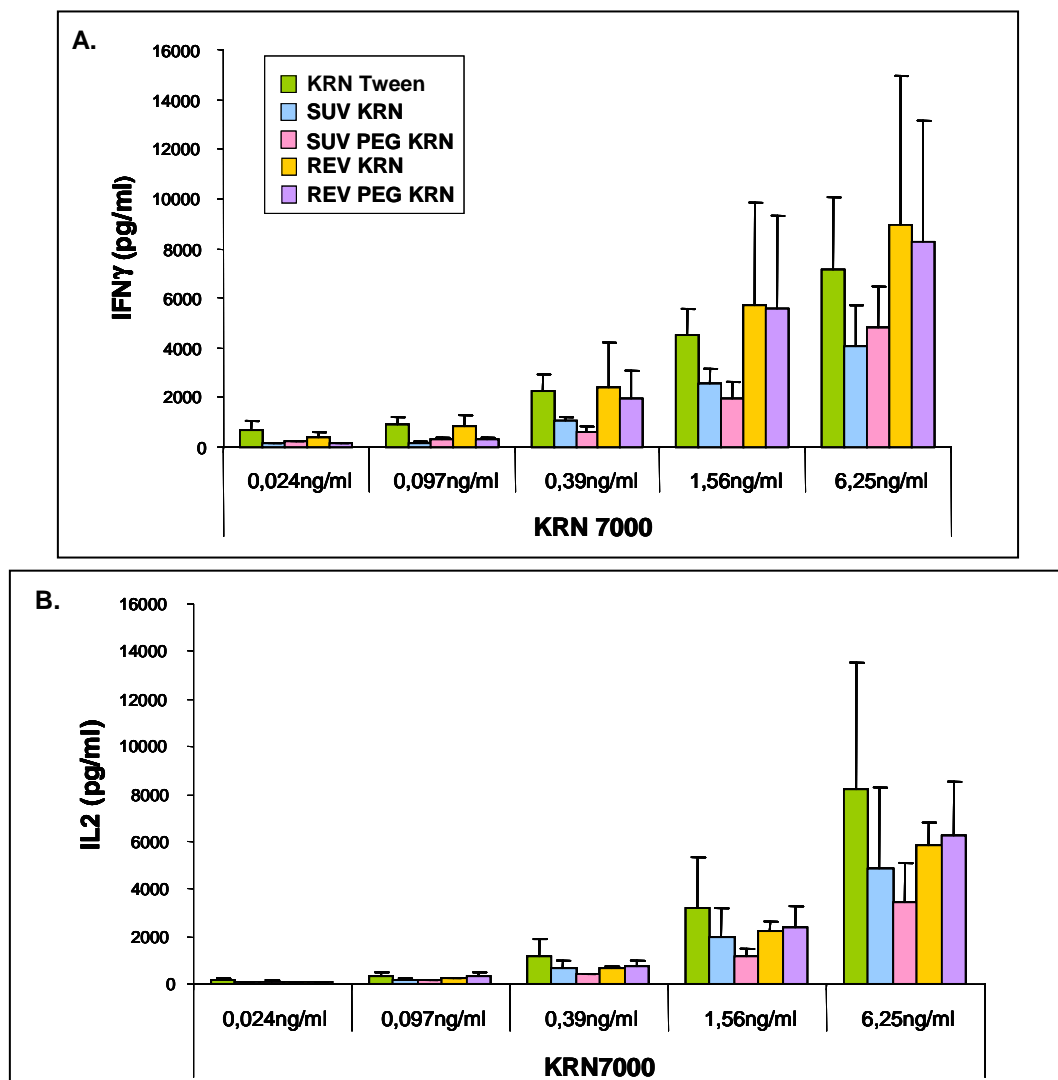 A.
16000
14000
12000
10000
8000
6000
4000
2000
0
IFNγ (pg/ml)
KRN Tween
SUV KRN
SUV PEG KRN
REV KRN
REV PEG KRN
0,024ng/ml 0,097ng/ml 0,39ng/ml 1,56ng/ml 6,25ng/ml
KRN 7000
B.
16000
14000
12000
10000
8000
6000
4000
2000
0
IL2 (pg/ml)
0,024ng/ml 0,097ng/ml 0,39ng/ml 1,56ng/ml 6,25ng/ml
KRN7000